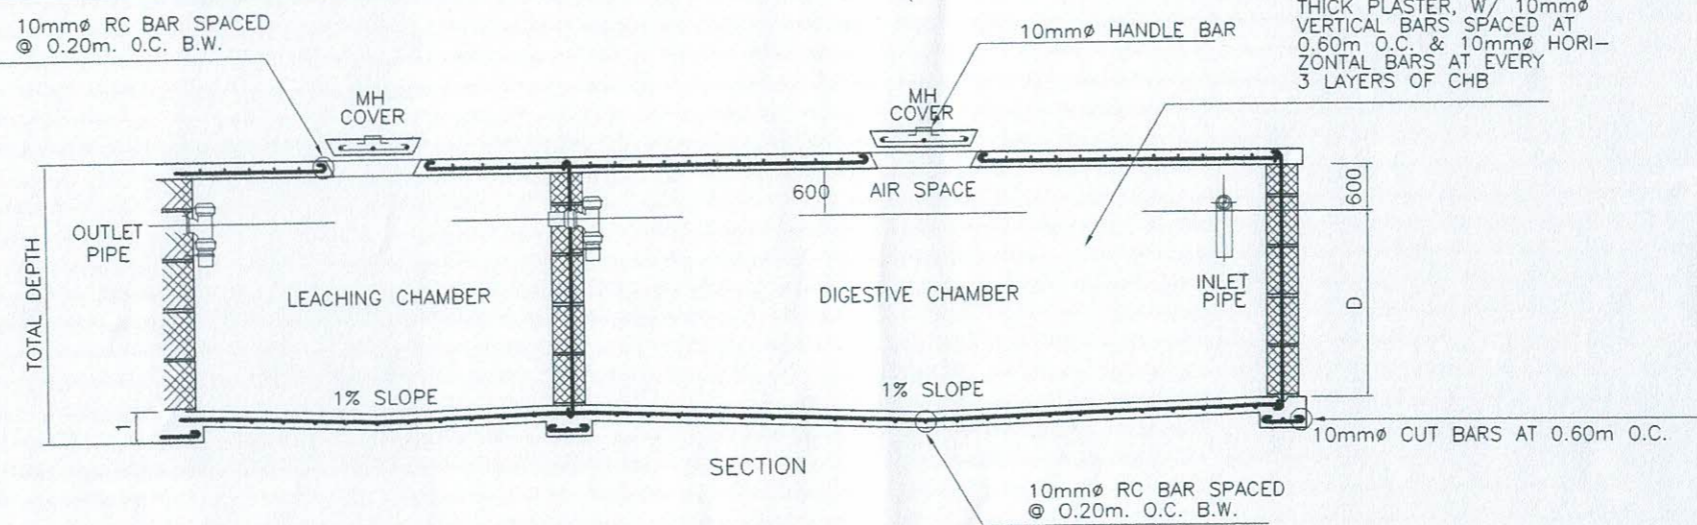 10mmø RC BAR SPACED
@ 0.20m. O.C. B.W.
10mmø HANDLE BAR
THICK PLASTER, W/ 10mmø
VERTICAL BARS SPACED AT
0.60m O.C. & 10mmø HORI-
ZONTAL BARS AT EVERY
3 LAYERS OF CHB
MH
COVER
MH
COVER
600
AIR SPACE
600
OUTLET
PIPE
TOTAL DEPTH
LEACHING CHAMBER
DIGESTIVE CHAMBER
INLET
PIPE
D
1% SLOPE
1% SLOPE
1
10mmø CUT BARS AT 0.60m O.C.
SECTION
10mmø RC BAR SPACED
@ 0.20m. O.C. B.W.